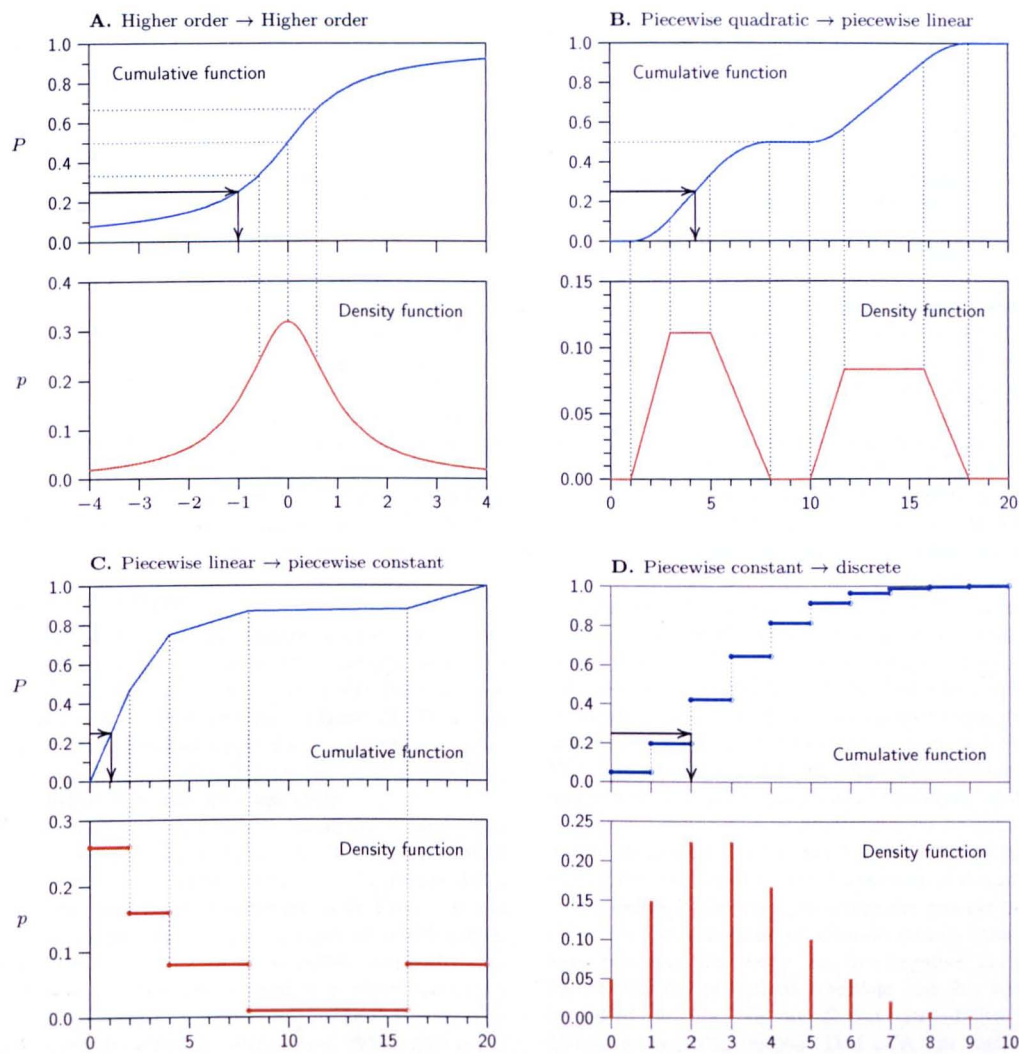 A. Higher order → Higher order
1.0
0.8
0.6
0.4
0.2
0.0
P
Cumulative function
0.4
0.3
0.2
0.1
0.0
p
Density function
−4 −3 −2 −1 0 1 2 3 4
B. Piecewise quadratic → piecewise linear
1.0
0.8
0.6
0.4
0.2
0.0
Cumulative function
0.15
0.10
0.05
0.00
Density function
0 5 10 15 20
C. Piecewise linear → piecewise constant
1.0
0.8
0.6
0.4
0.2
0.0
P
Cumulative function
0.3
0.2
0.1
0.0
p
Density function
0 5 10 15 20
D. Piecewise constant → discrete
1.0
0.8
0.6
0.4
0.2
0.0
Cumulative function
0.25
0.20
0.15
0.10
0.05
0.00
Density function
0 1 2 3 4 5 6 7 8 9 10